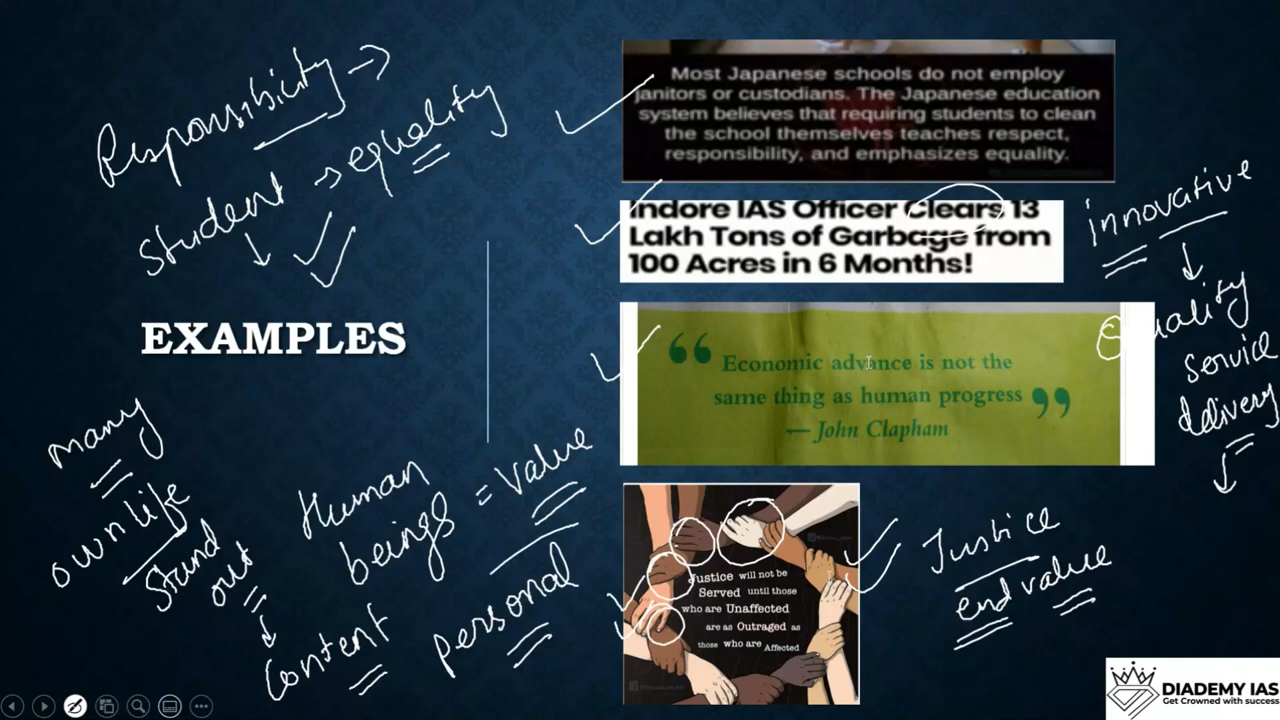 Responsibility →
Student → equality
EXAMPLES
many
own life
Stand
out
Content
Human
beings = value
personal
Most Japanese schools do not employ
janitors or custodians. The Japanese education
system believes that requiring students to clean
the school themselves teaches respect,
responsibility, and emphasizes equality.
Indore IAS Officer Clears 13
Lakh Tons of Garbage from
100 Acres in 6 Months!
innovative
Quality
service
delivery
“ Economic advance is not the
same thing as human progress ”
— John Clapham
Justice will not be
Served until those
who are Unaffected
are as Outraged as
those who are Affected
Justice
end value
DIADEMY IAS
Get Crowned with success